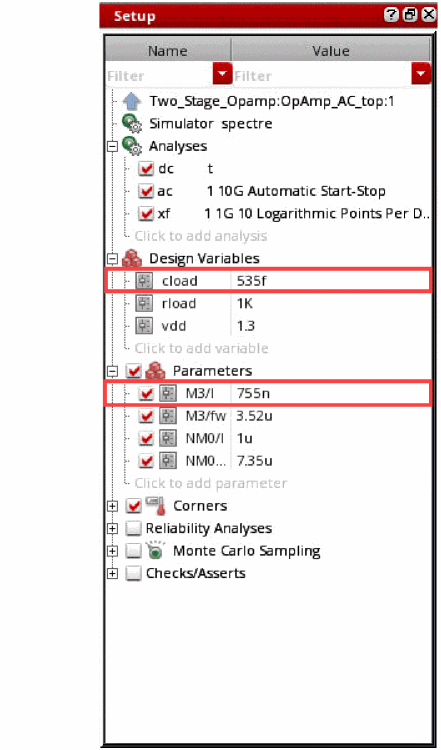 Setup
Name Value
Filter Filter
Two_Stage_Opamp:OpAmp_AC_top:1
Simulator spectre
Analyses
dc t
ac 1 10G Automatic Start-Stop
xf 1 1G 10 Logarithmic Points Per D..
Click to add analysis
Design Variables
cload 535f
rload 1K
vdd 1.3
Click to add variable
Parameters
M3/l 755n
M3/fw 3.52u
NM0/l 1u
NM0... 7.35u
Click to add parameter
Corners
Reliability Analyses
Monte Carlo Sampling
Checks/Asserts